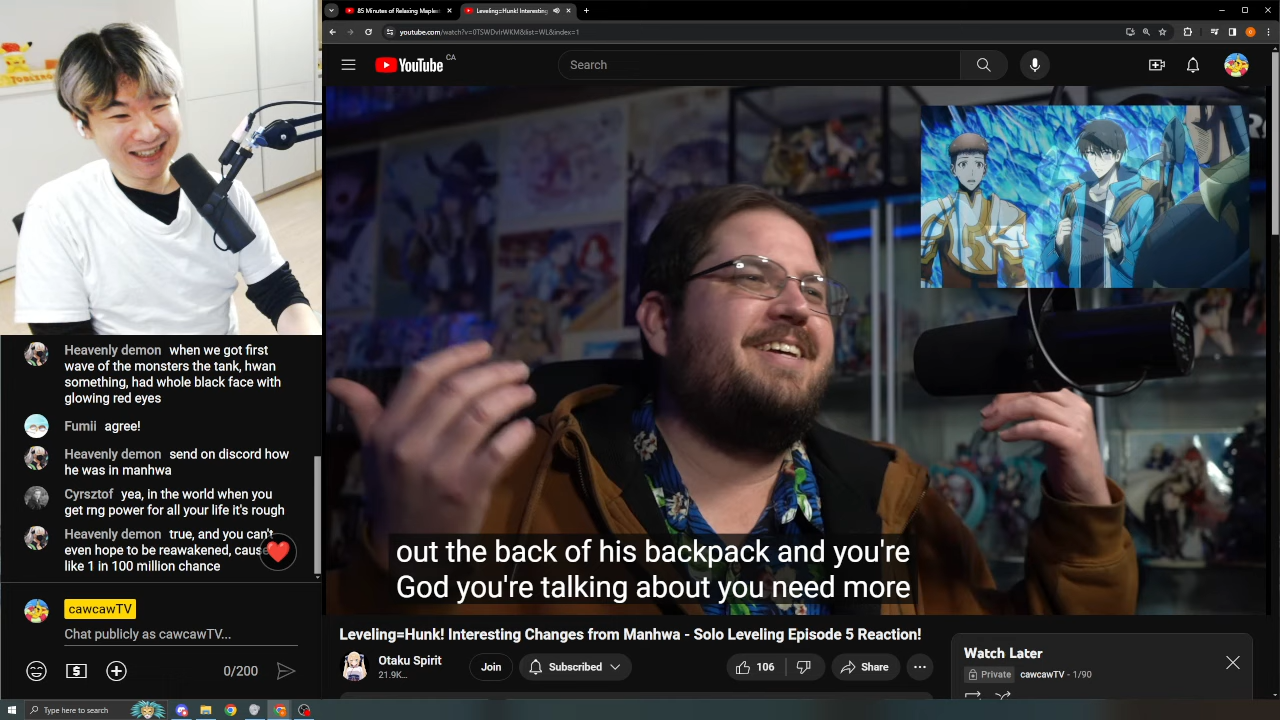 85 Minutes of Relaxing Maplest
Leveling=Hunk! Interesting
youtube.com/watch?v=0TSWDvIrWKM&list=WL&index=1
YouTube CA
Search
Heavenly demon when we got first
wave of the monsters the tank, hwan
something, had whole black face with
glowing red eyes
Fumii agree!
Heavenly demon send on discord how
he was in manhwa
Cyrsztof yea, in the world when you
get rng power for all your life it's rough
Heavenly demon true, and you can't
even hope to be reawakened, caus
like 1 in 100 million chance
cawcawTV
Chat publicly as cawcawTV...
0/200
out the back of his backpack and you're
God you're talking about you need more
Leveling=Hunk! Interesting Changes from Manhwa - Solo Leveling Episode 5 Reaction!
Otaku Spirit
21.9K...
Join
Subscribed
106
Share
Watch Later
Private cawcawTV - 1/90
Type here to search